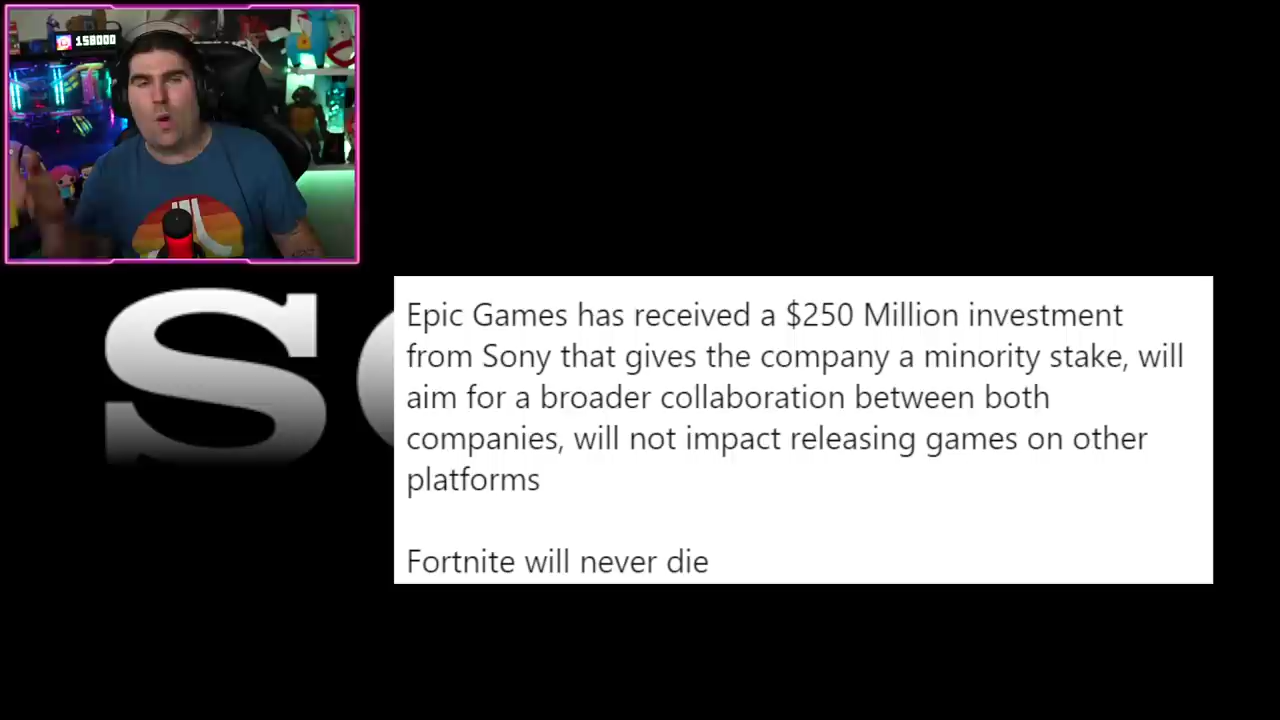 158000
Epic Games has received a $250 Million investment
from Sony that gives the company a minority stake, will
aim for a broader collaboration between both
companies, will not impact releasing games on other
platforms
Fortnite will never die